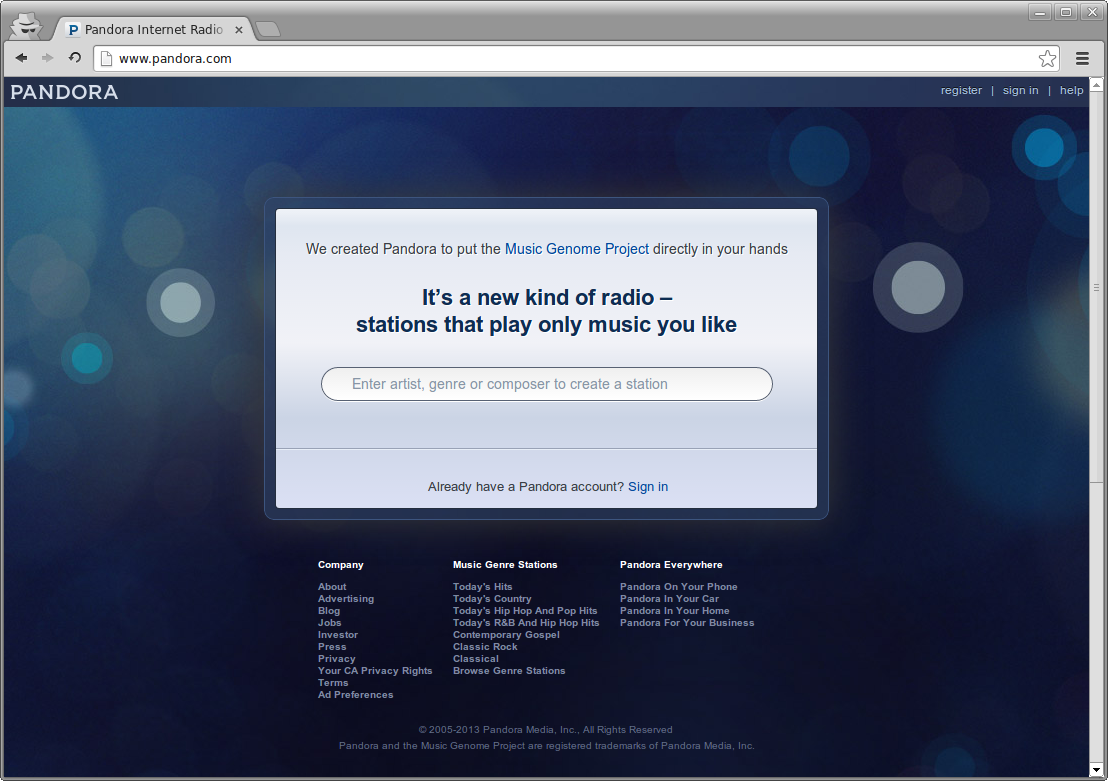 Pandora Internet Radio
www.pandora.com
PANDORA
register | sign in | help
We created Pandora to put the Music Genome Project directly in your hands
It’s a new kind of radio –
stations that play only music you like
Enter artist, genre or composer to create a station
Already have a Pandora account? Sign in
Company
About
Advertising
Blog
Jobs
Investor
Press
Privacy
Your CA Privacy Rights
Terms
Ad Preferences
Music Genre Stations
Today's Hits
Today's Country
Today's Hip Hop And Pop Hits
Today's R&B And Hip Hop Hits
Contemporary Gospel
Classic Rock
Classical
Browse Genre Stations
Pandora Everywhere
Pandora On Your Phone
Pandora In Your Car
Pandora In Your Home
Pandora For Your Business
© 2005-2013 Pandora Media, Inc., All Rights Reserved
Pandora and the Music Genome Project are registered trademarks of Pandora Media, Inc.